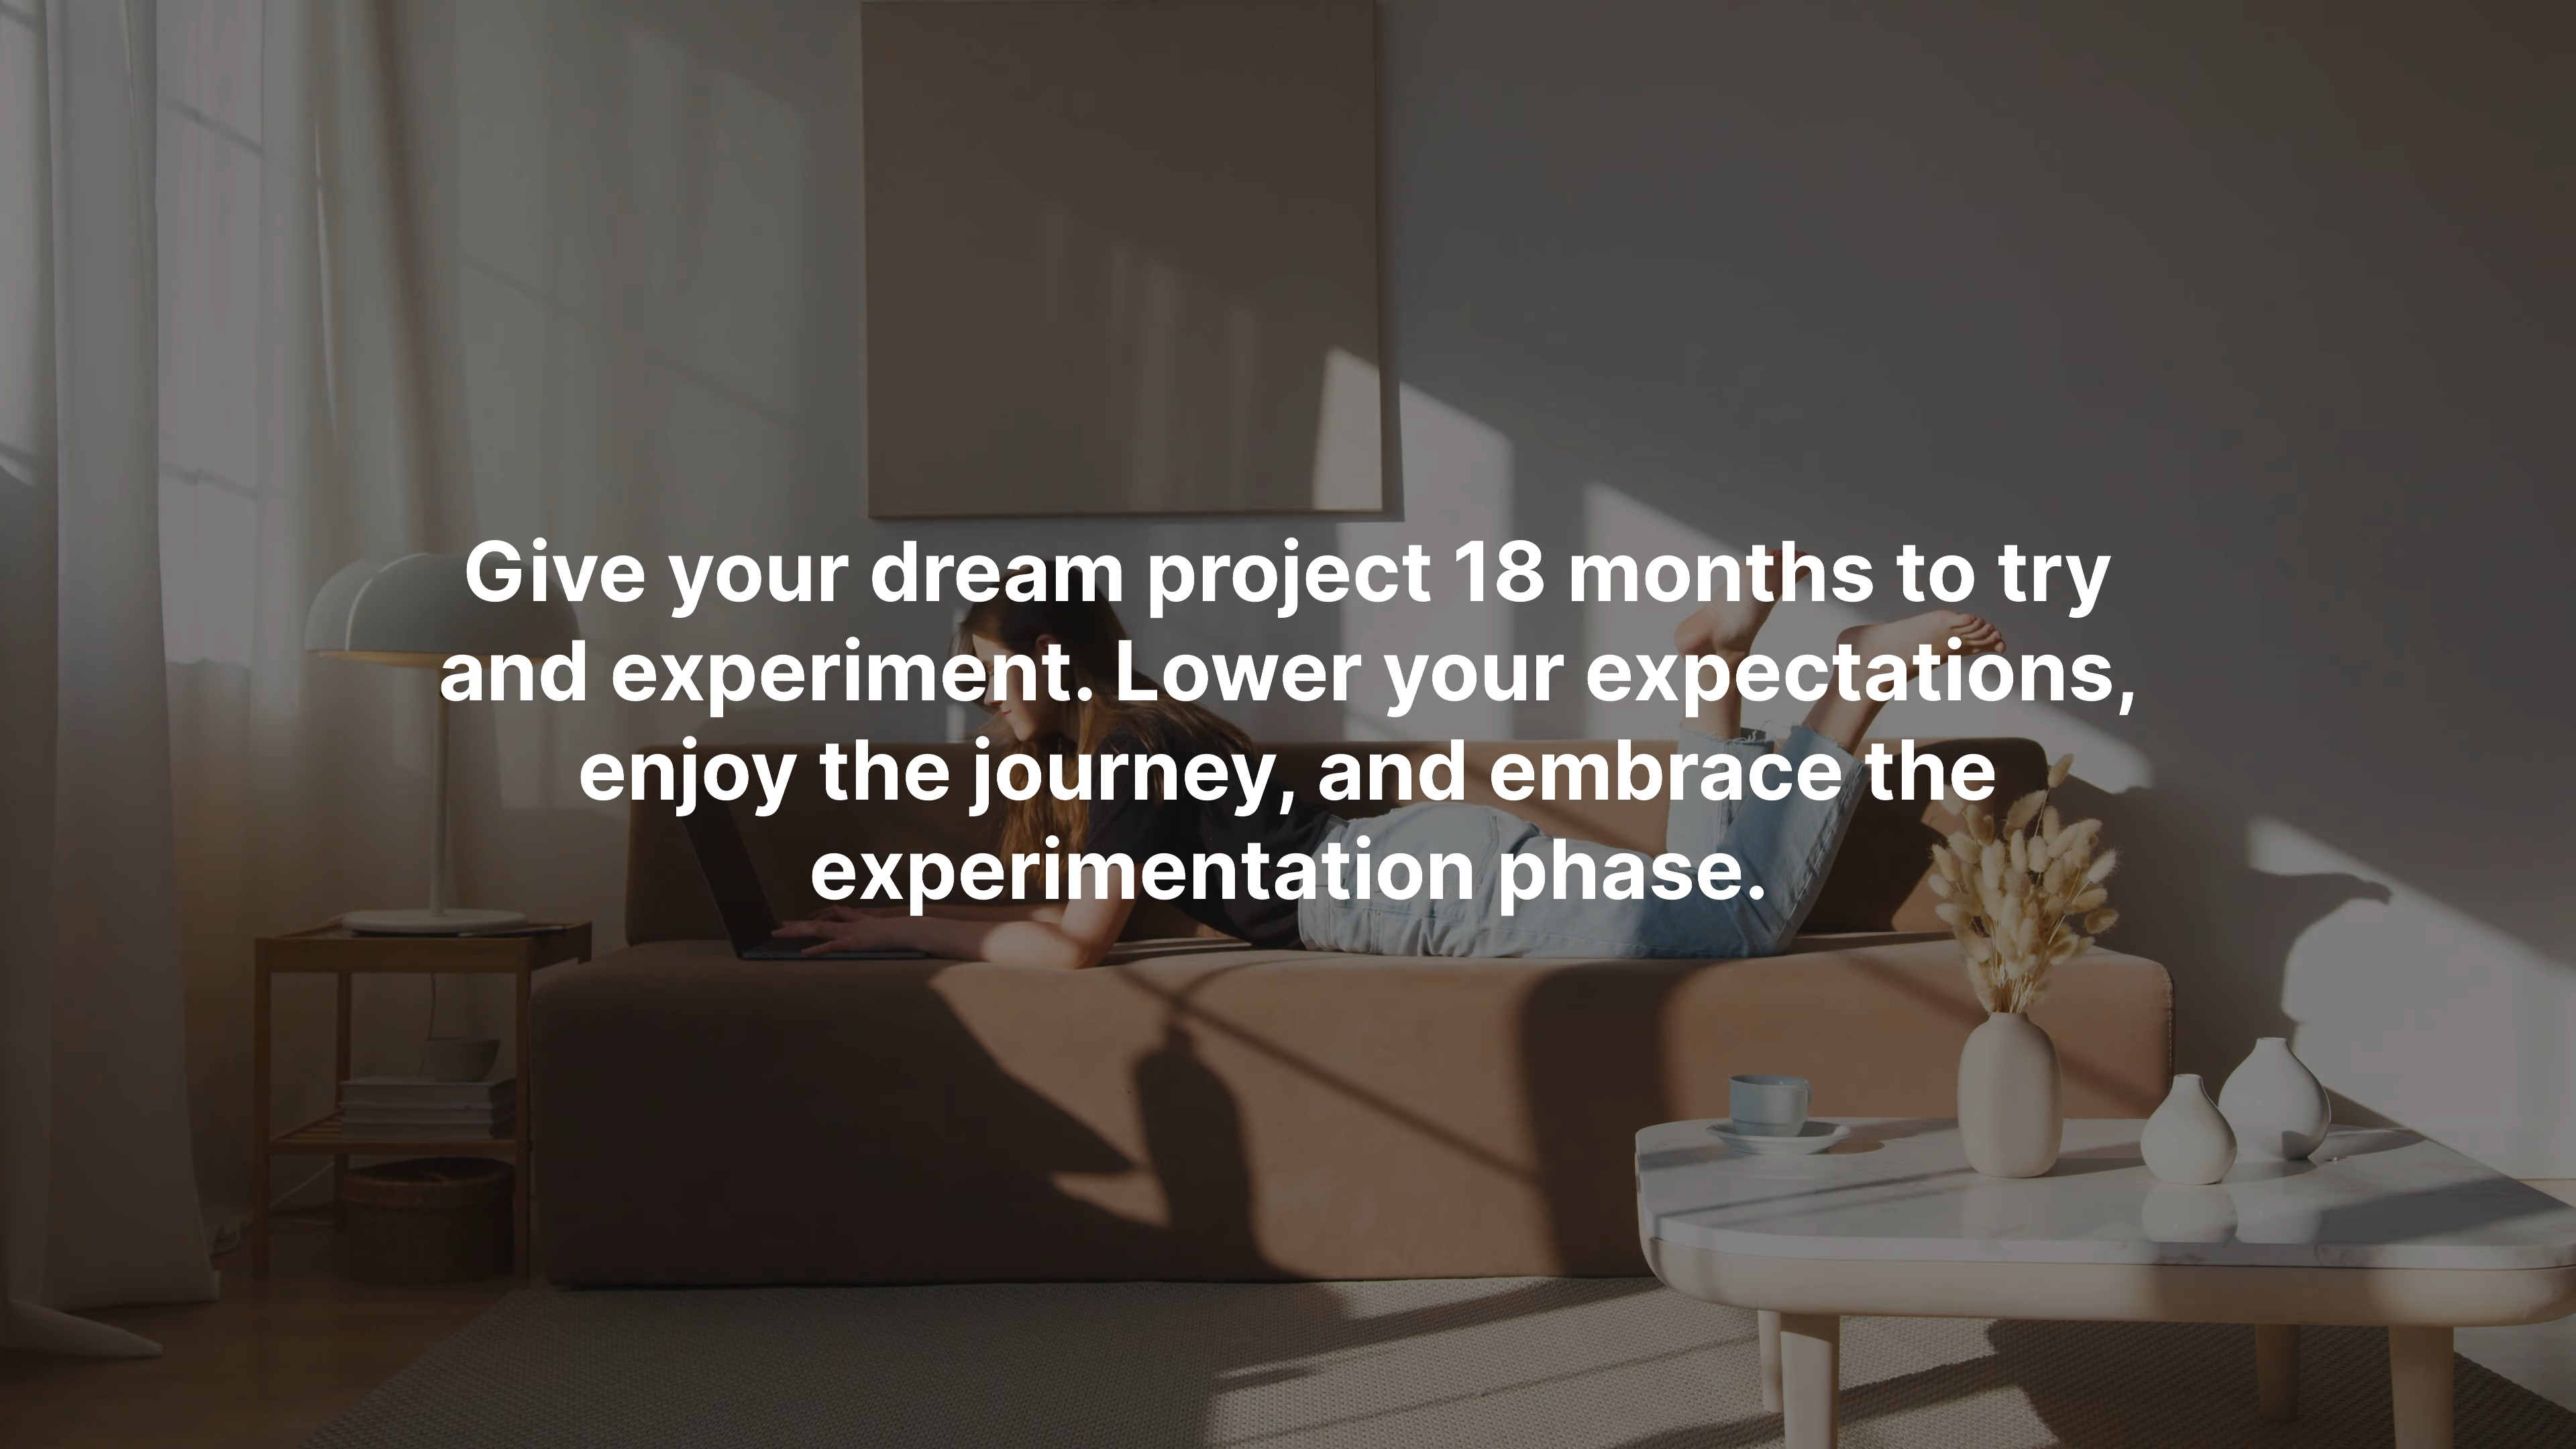 Give your dream project 18 months to try
and experiment. Lower your expectations,
enjoy the journey, and embrace the
experimentation phase.